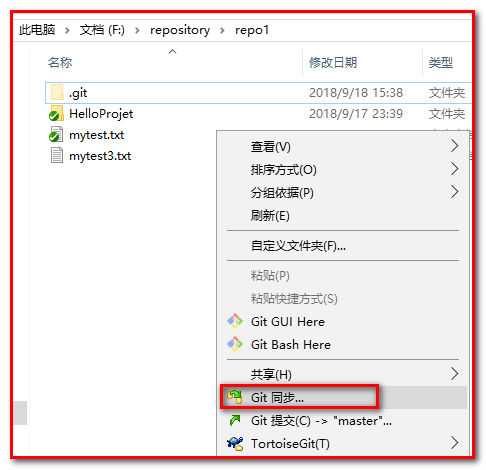 此电脑 > 文档 (F:) > repository > repo1
名称 修改日期 类型
.git 2018/9/18 15:38 文件夹
HelloProjet 2018/9/17 23:39 文件夹
mytest.txt
mytest3.txt
查看(V)
排序方式(O)
分组依据(P)
刷新(E)
自定义文件夹(F)...
粘贴(P)
粘贴快捷方式(S)
Git GUI Here
Git Bash Here
共享(H)
Git 同步...
Git 提交(C) -> "master"...
TortoiseGit(T)